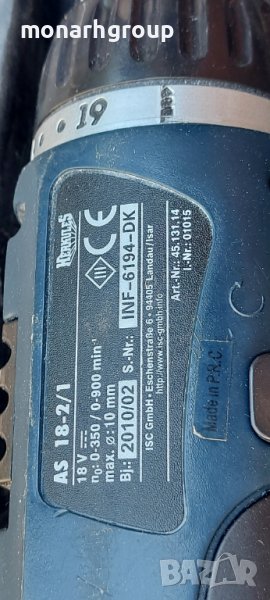 monarhgroup
19
HERKULES
CE
AS 18-2/1
18 V
n₀: 0-350 / 0-900 min⁻¹
max. ⌀: 10 mm
Bj.: 2010/02 S.-Nr.: INF-6194-DK
ISC GmbH • Eschenstraße 6 • 94405 Landau/Isar
http://www.isc-gmbh.info
Art.-Nr.: 45.131.14
I.-Nr.: 01015
Made in P.R.C
BAZAR
bg